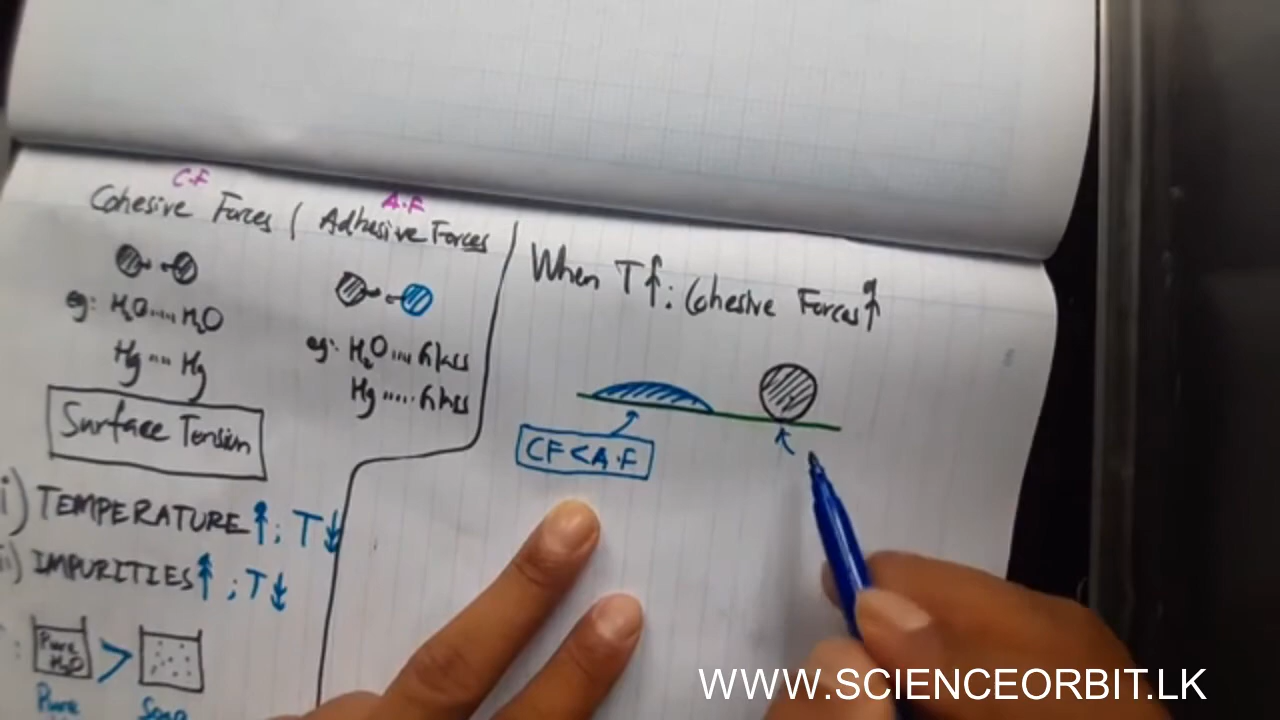 C.F
Cohesive Forces / Adhesive Forces
A.F
eg: H2O.....H2O
Hg.... Hg
eg: H2O.... Glass
Hg..... Glass
Surface Tension
i) TEMPERATURE↑; T↓
ii) IMPURITIES↑; T↓
Pure
H2O
>
Pure
Soap
When T↑: Cohesive Forces↑
CF<A.F
WWW.SCIENCEORBIT.LK